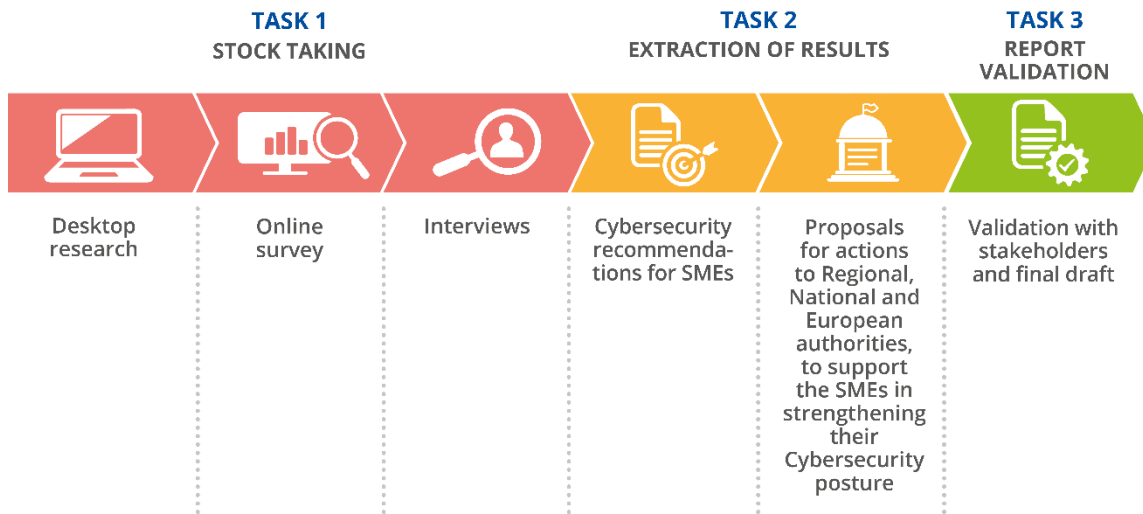 TASK 1
STOCK TAKING
TASK 2
EXTRACTION OF RESULTS
TASK 3
REPORT
VALIDATION
Desktop
research
Online
survey
Interviews
Cybersecurity
recommenda-
tions for SMEs
Proposals
for actions
to Regional,
National and
European
authorities,
to support
the SMEs in
strengthening
their
Cybersecurity
posture
Validation with
stakeholders
and final draft